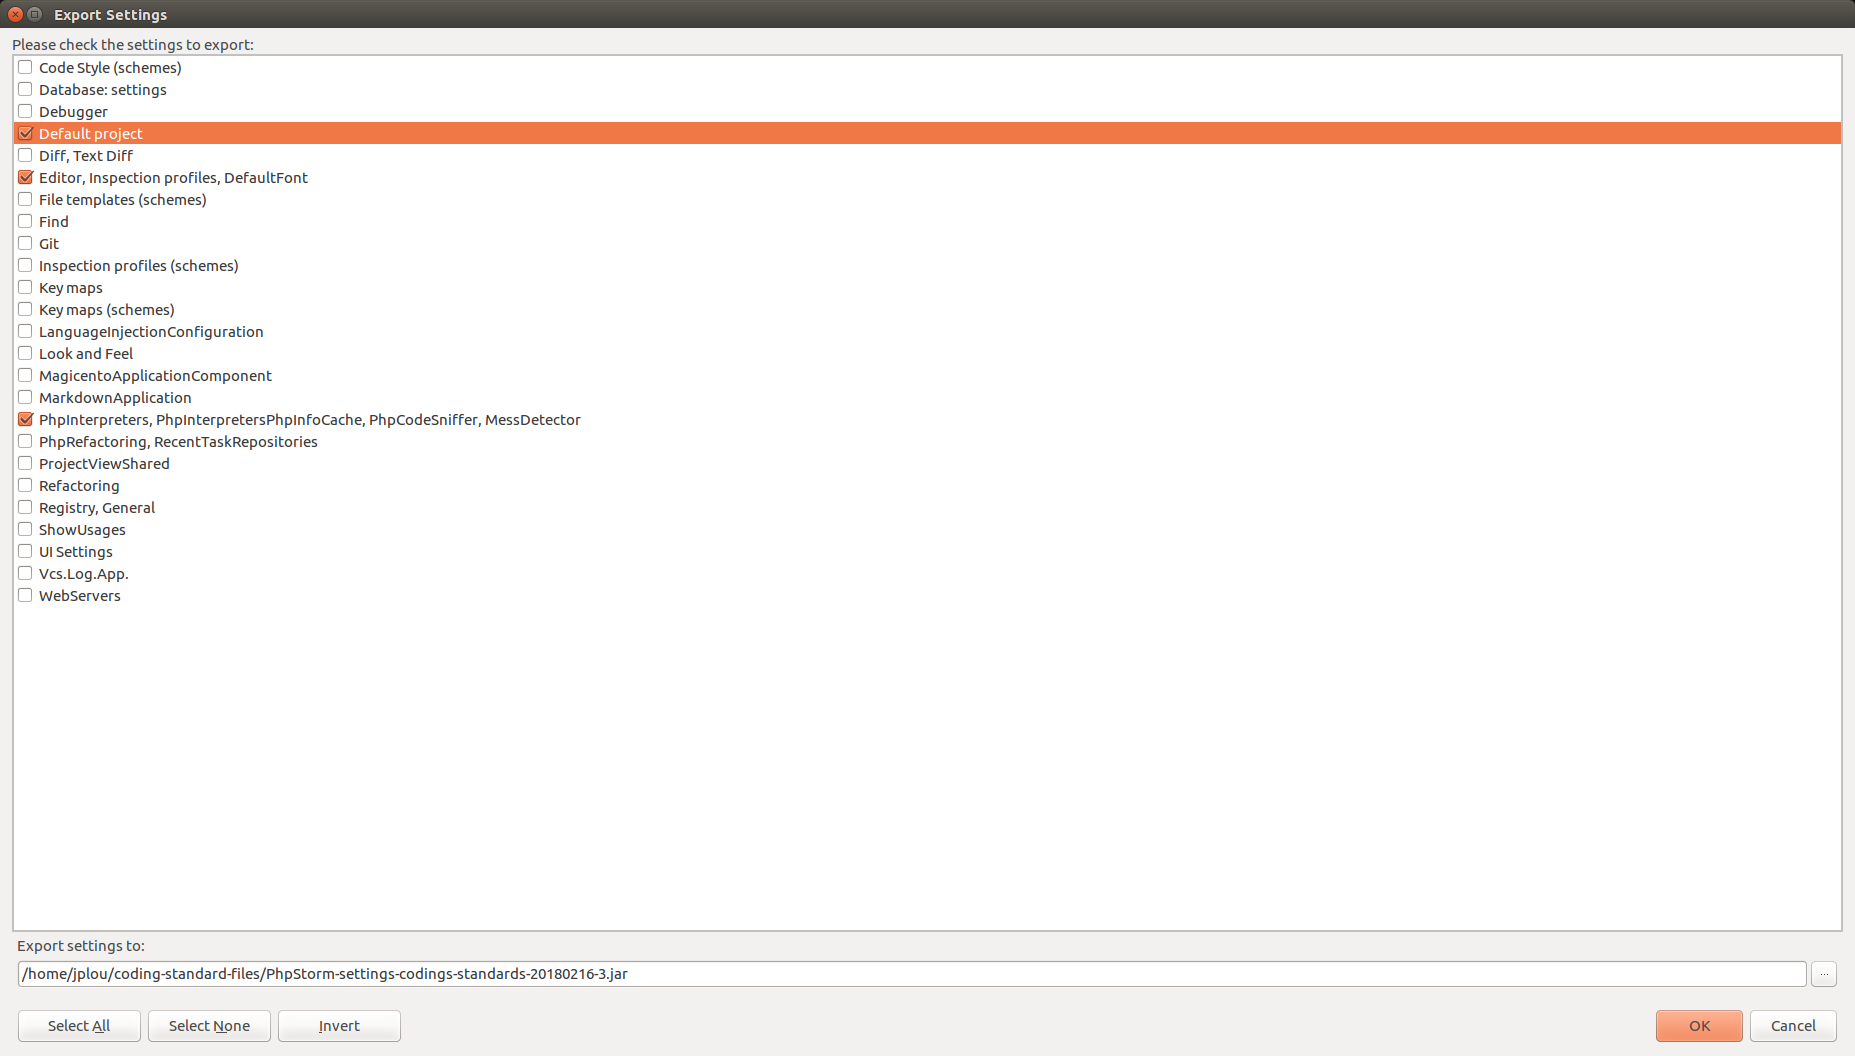 Export Settings
Please check the settings to export:
Code Style (schemes)
Database: settings
Debugger
Default project
Diff, Text Diff
Editor, Inspection profiles, DefaultFont
File templates (schemes)
Find
Git
Inspection profiles (schemes)
Key maps
Key maps (schemes)
LanguageInjectionConfiguration
Look and Feel
MagicentoApplicationComponent
MarkdownApplication
PhpInterpreters, PhpInterpretersPhpInfoCache, PhpCodeSniffer, MessDetector
PhpRefactoring, RecentTaskRepositories
ProjectViewShared
Refactoring
Registry, General
ShowUsages
UI Settings
Vcs.Log.App.
WebServers
Export settings to:
/home/jplou/coding-standard-files/PhpStorm-settings-codings-standards-20180216-3.jar ...
Select All Select None Invert OK Cancel